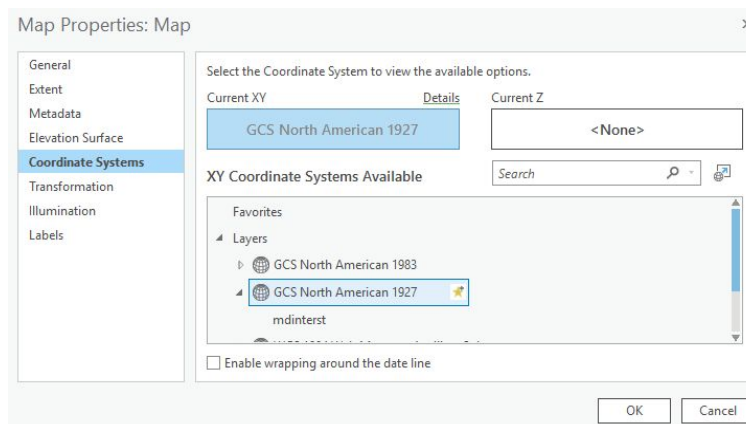 Map Properties: Map
General
Extent
Metadata
Elevation Surface
Coordinate Systems
Transformation
Illumination
Labels
Select the Coordinate System to view the available options.
Current XY Details Current Z
GCS North American 1927 <None>
XY Coordinate Systems Available Search
Favorites
Layers
GCS North American 1983
GCS North American 1927
mdinterst
Enable wrapping around the date line
OK Cancel